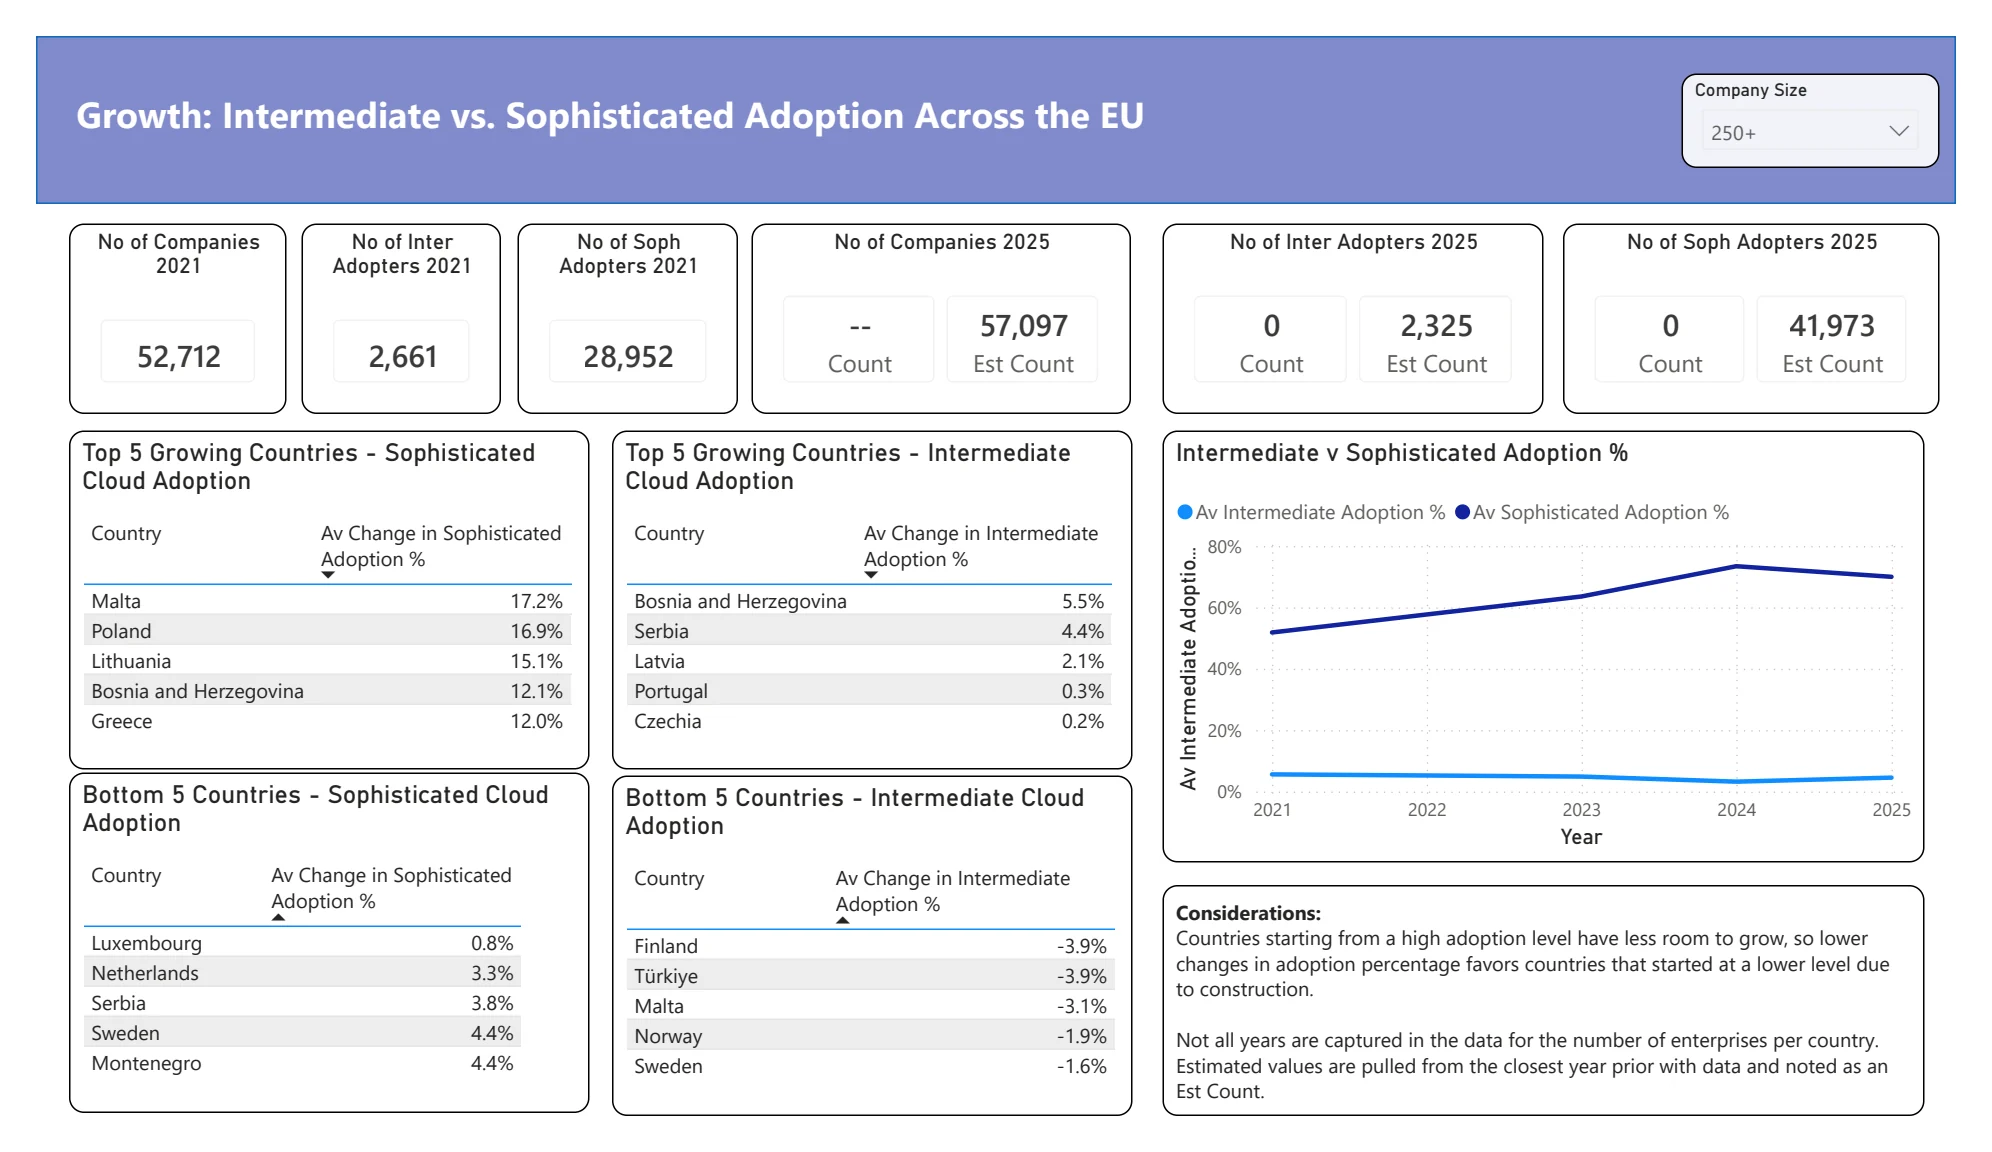 Growth: Intermediate vs. Sophisticated Adoption Across the EU
Company Size
250+
No of Companies
2021
52,712
No of Inter
Adopters 2021
2,661
No of Soph
Adopters 2021
28,952
No of Companies 2025
--
Count
57,097
Est Count
No of Inter Adopters 2025
0
Count
2,325
Est Count
No of Soph Adopters 2025
0
Count
41,973
Est Count
Top 5 Growing Countries - Sophisticated
Cloud Adoption
Country
Av Change in Sophisticated
Adoption %
Malta 17.2%
Poland 16.9%
Lithuania 15.1%
Bosnia and Herzegovina 12.1%
Greece 12.0%
Top 5 Growing Countries - Intermediate
Cloud Adoption
Country
Av Change in Intermediate
Adoption %
Bosnia and Herzegovina 5.5%
Serbia 4.4%
Latvia 2.1%
Portugal 0.3%
Czechia 0.2%
Intermediate v Sophisticated Adoption %
Av Intermediate Adoption % Av Sophisticated Adoption %
Av Intermediate Adoptio...
80%
60%
40%
20%
0%
2021 2022 2023 2024 2025
Year
Bottom 5 Countries - Sophisticated Cloud
Adoption
Country
Av Change in Sophisticated
Adoption %
Luxembourg 0.8%
Netherlands 3.3%
Serbia 3.8%
Sweden 4.4%
Montenegro 4.4%
Bottom 5 Countries - Intermediate Cloud
Adoption
Country
Av Change in Intermediate
Adoption %
Finland -3.9%
Türkiye -3.9%
Malta -3.1%
Norway -1.9%
Sweden -1.6%
Considerations:
Countries starting from a high adoption level have less room to grow, so lower
changes in adoption percentage favors countries that started at a lower level due
to construction.
Not all years are captured in the data for the number of enterprises per country.
Estimated values are pulled from the closest year prior with data and noted as an
Est Count.